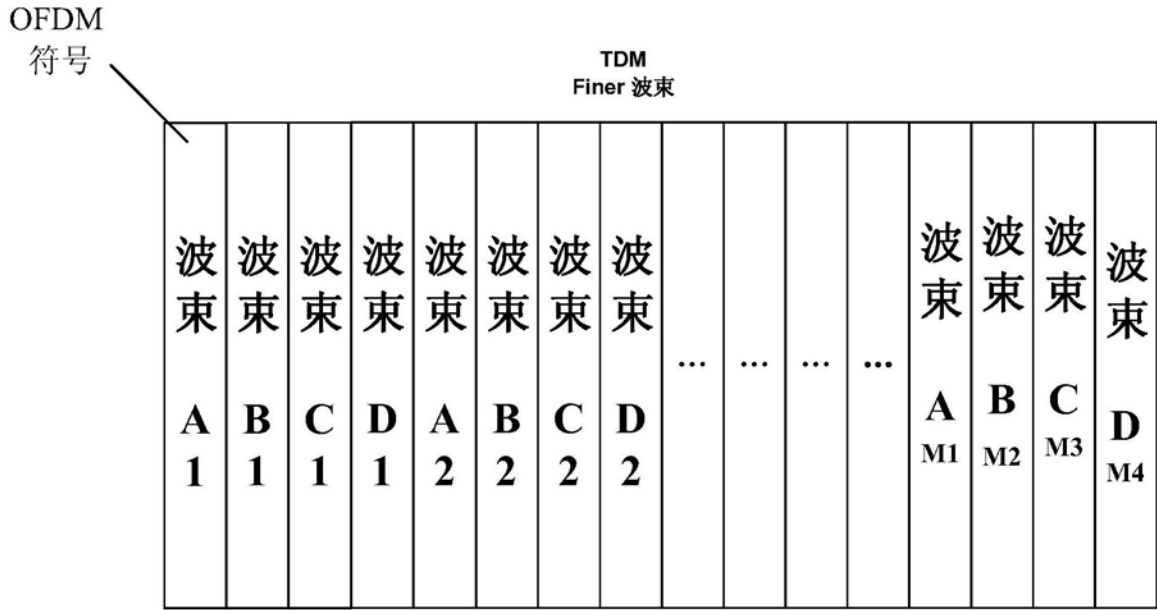 OFDM
符号
TDM
Finer 波束
波束 A 1
波束 B 1
波束 C 1
波束 D 1
波束 A 2
波束 B 2
波束 C 2
波束 D 2
...
...
...
...
波束 A M1
波束 B M2
波束 C M3
波束 D M4